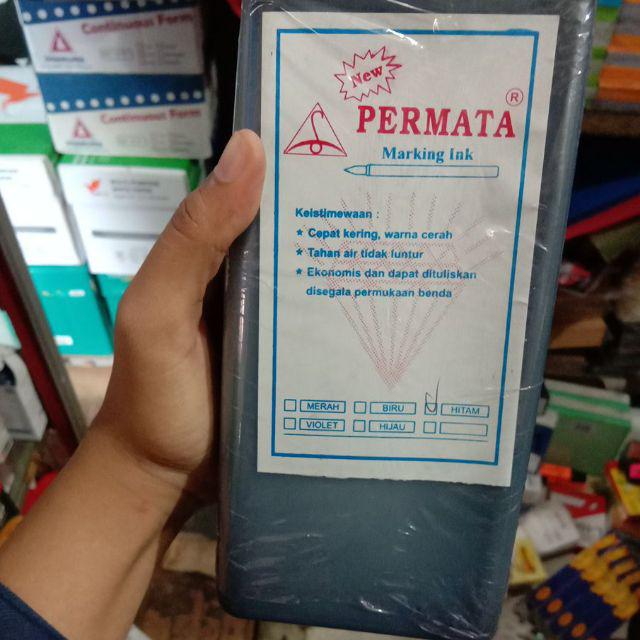 Continuous Form
Continuous Form
New
PERMATA ®
Marking Ink
Keistimewaan :
★ Cepat kering, warna cerah
★ Tahan air tidak luntur
★ Ekonomis dan dapat dituliskan
disegala permukaan benda
MERAH BIRU HITAM
VIOLET HIJAU